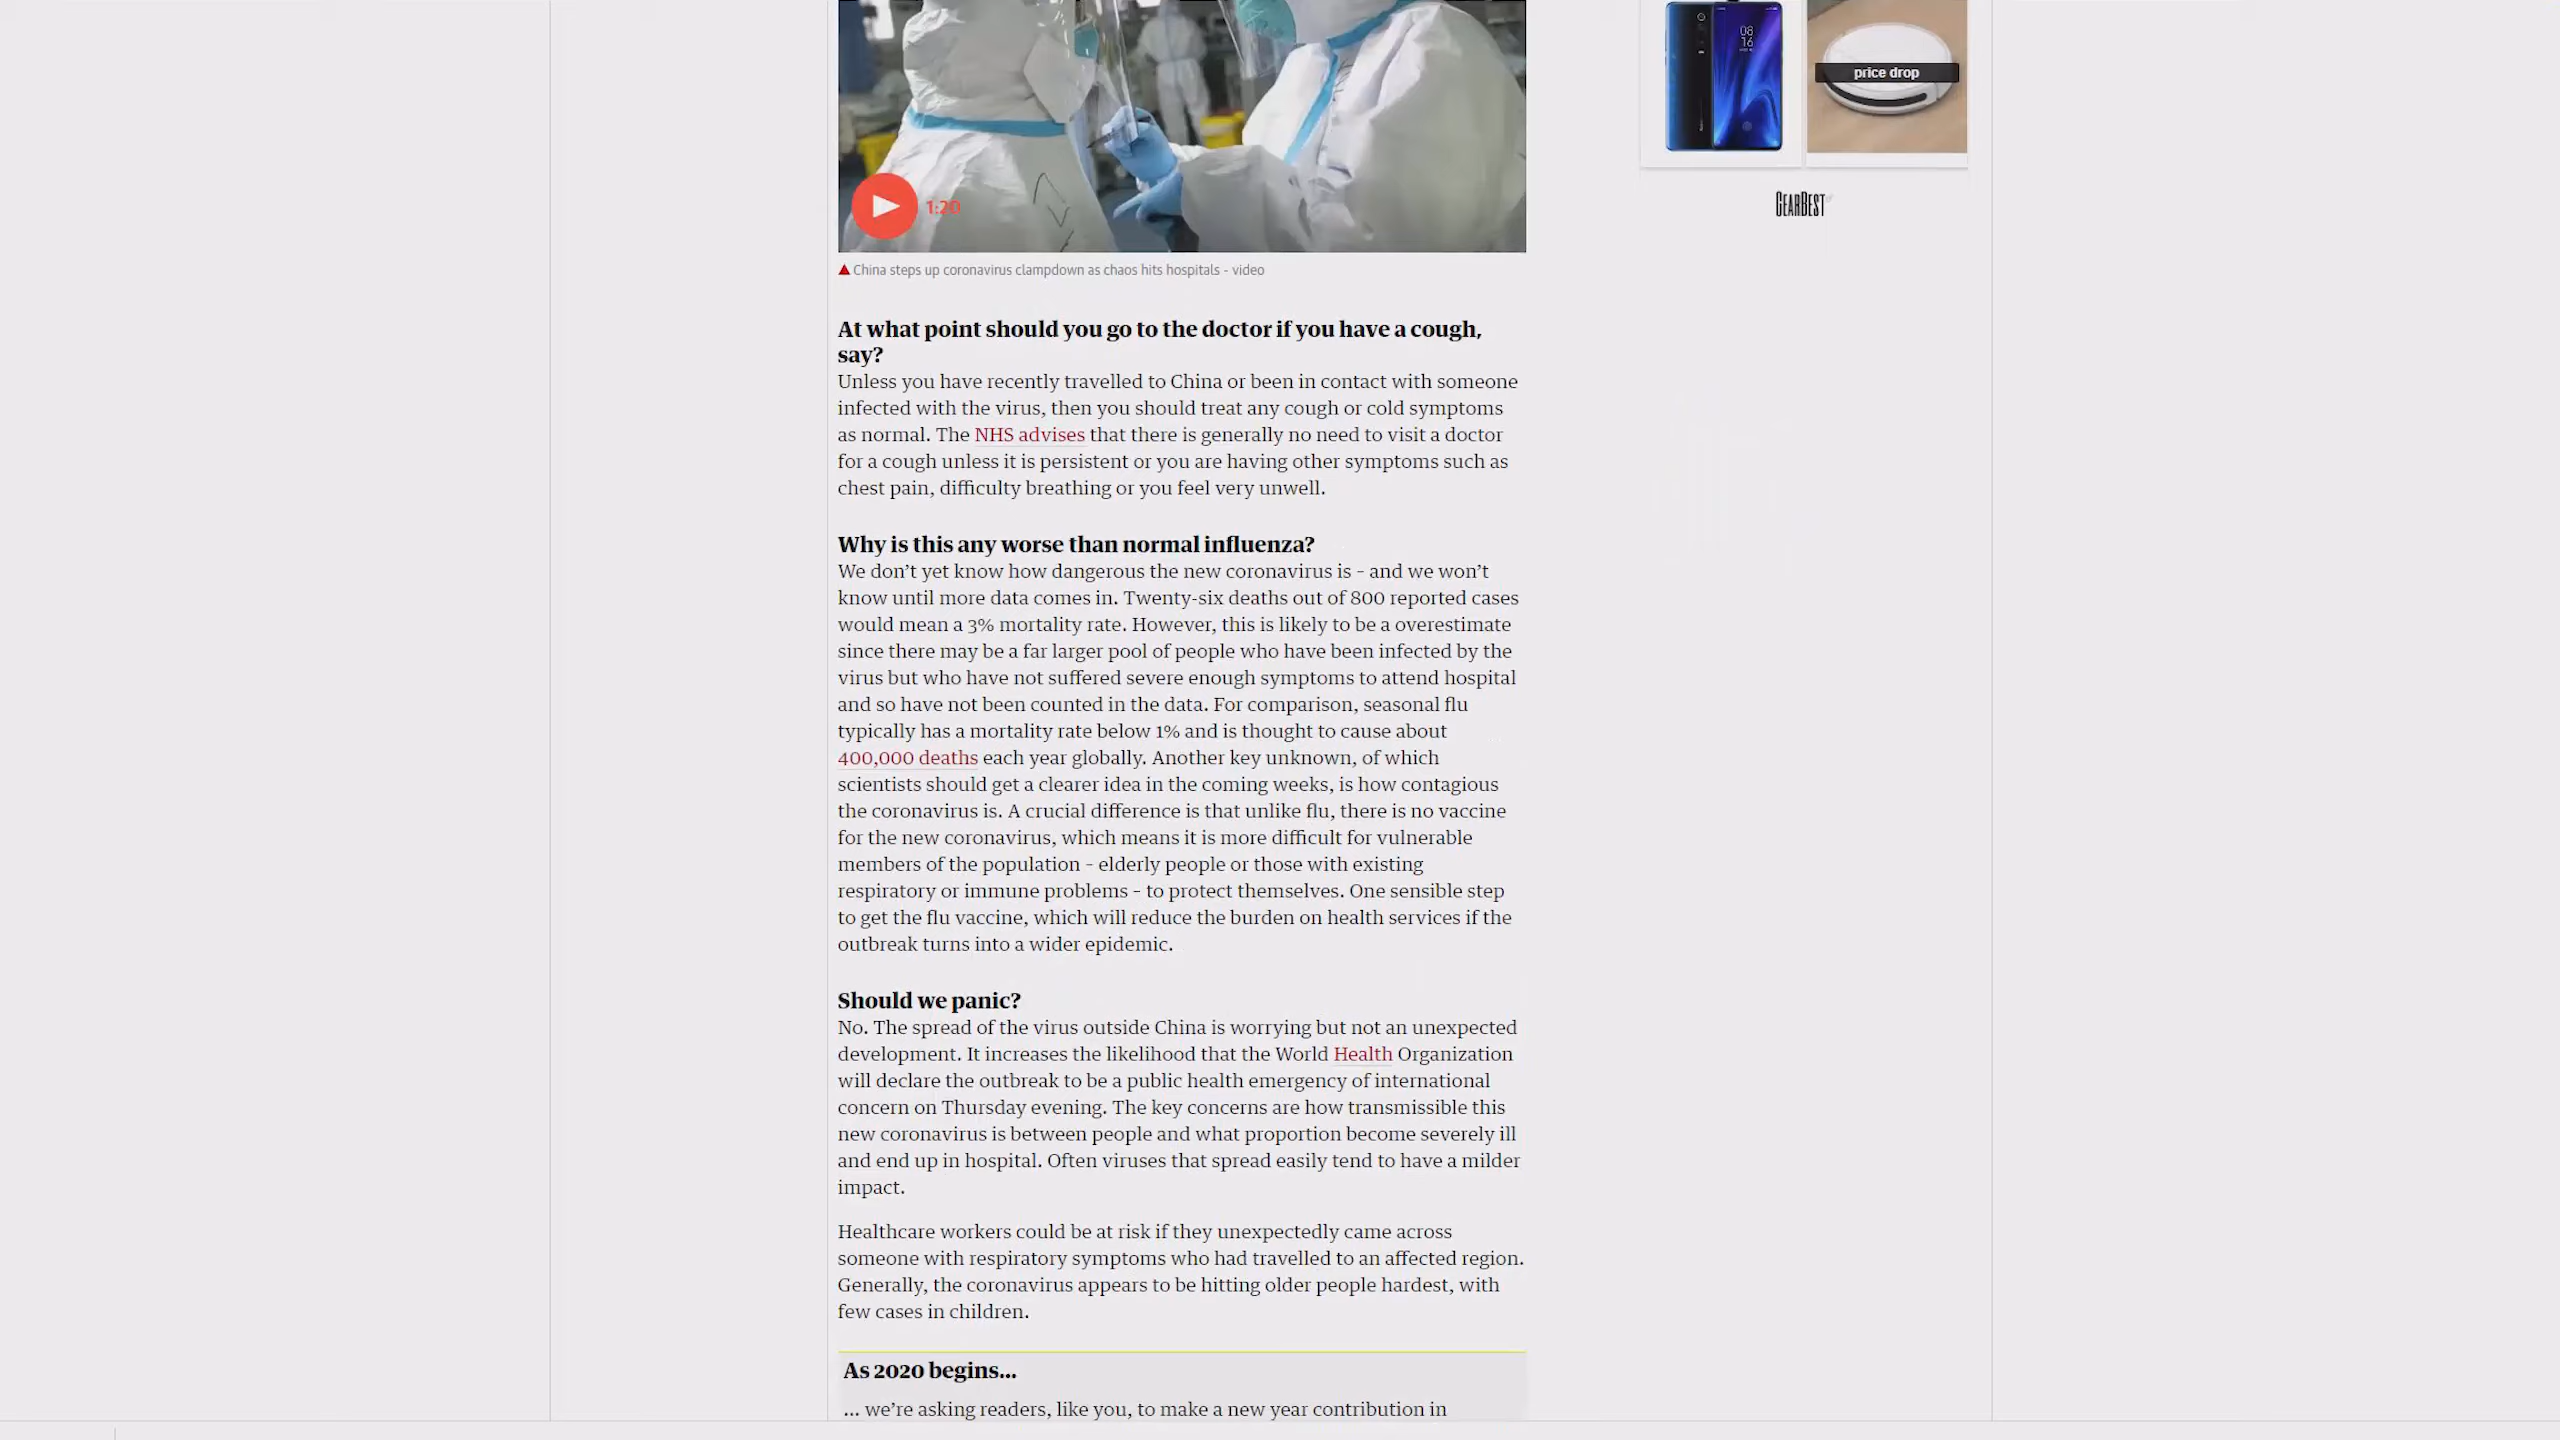 08
16
price drop
1:20
GEARBEST
China steps up coronavirus clampdown as chaos hits hospitals - video
At what point should you go to the doctor if you have a cough,
say?
Unless you have recently travelled to China or been in contact with someone
infected with the virus, then you should treat any cough or cold symptoms
as normal. The NHS advises that there is generally no need to visit a doctor
for a cough unless it is persistent or you are having other symptoms such as
chest pain, difficulty breathing or you feel very unwell.
Why is this any worse than normal influenza?
We don’t yet know how dangerous the new coronavirus is – and we won’t
know until more data comes in. Twenty-six deaths out of 800 reported cases
would mean a 3% mortality rate. However, this is likely to be a overestimate
since there may be a far larger pool of people who have been infected by the
virus but who have not suffered severe enough symptoms to attend hospital
and so have not been counted in the data. For comparison, seasonal flu
typically has a mortality rate below 1% and is thought to cause about
400,000 deaths each year globally. Another key unknown, of which
scientists should get a clearer idea in the coming weeks, is how contagious
the coronavirus is. A crucial difference is that unlike flu, there is no vaccine
for the new coronavirus, which means it is more difficult for vulnerable
members of the population – elderly people or those with existing
respiratory or immune problems – to protect themselves. One sensible step
to get the flu vaccine, which will reduce the burden on health services if the
outbreak turns into a wider epidemic.
Should we panic?
No. The spread of the virus outside China is worrying but not an unexpected
development. It increases the likelihood that the World Health Organization
will declare the outbreak to be a public health emergency of international
concern on Thursday evening. The key concerns are how transmissible this
new coronavirus is between people and what proportion become severely ill
and end up in hospital. Often viruses that spread easily tend to have a milder
impact.
Healthcare workers could be at risk if they unexpectedly came across
someone with respiratory symptoms who had travelled to an affected region.
Generally, the coronavirus appears to be hitting older people hardest, with
few cases in children.
As 2020 begins…
… we’re asking readers, like you, to make a new year contribution in